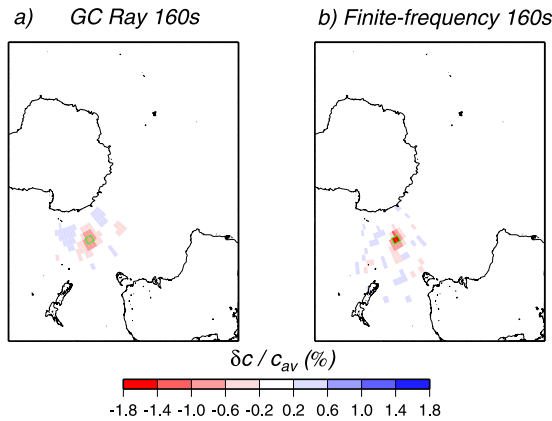 a) GC Ray 160s
b) Finite-frequency 160s
δc / cav (%)
-1.8 -1.4 -1.0 -0.6 -0.2 0.2 0.6 1.0 1.4 1.8